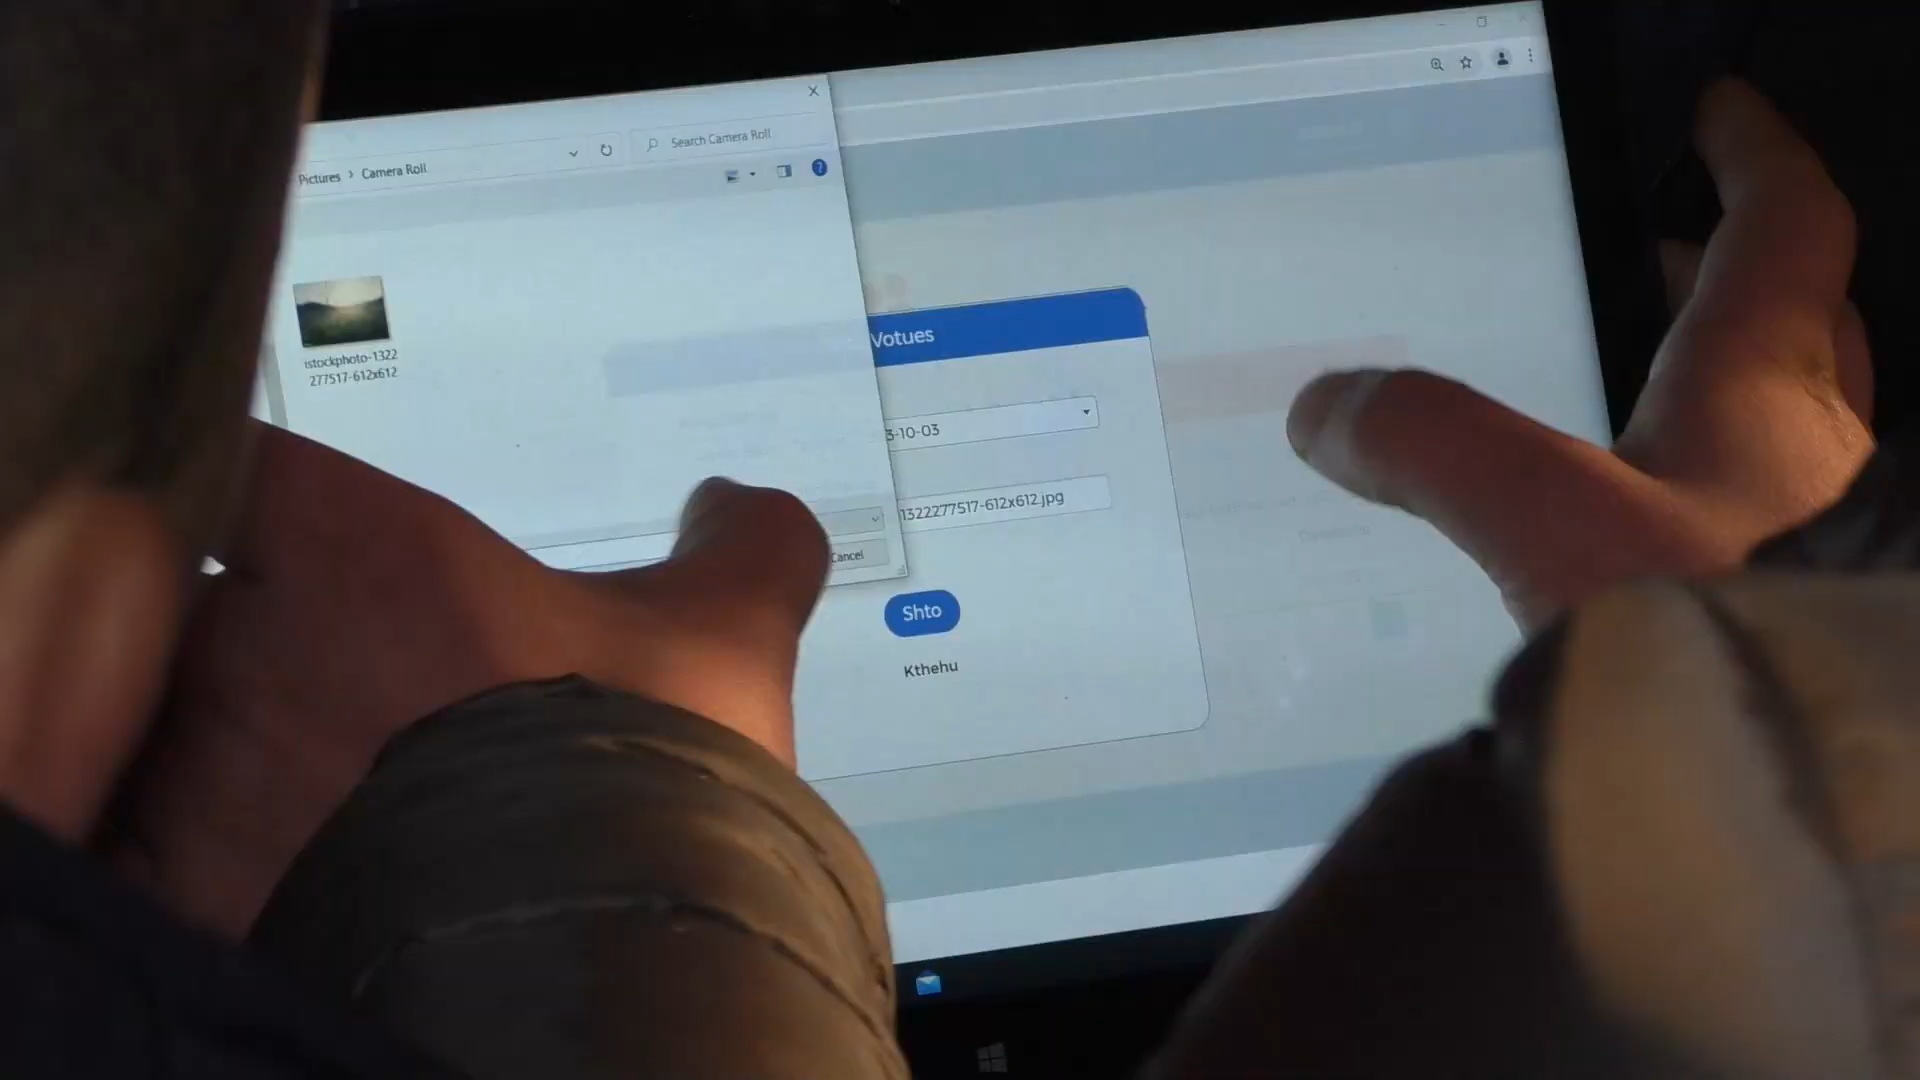 Pictures > Camera Roll
Search Camera Roll
istockphoto-1322
277517-612x612
Cancel
Votues
3-10-03
1322277517-612x612.jpg
Shto
Kthehu